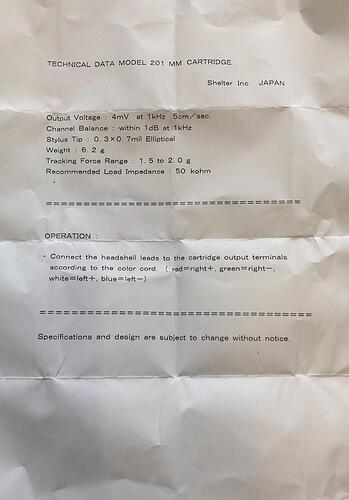 TECHNICAL DATA MODEL 201 MM CARTRIDGE
Shelter Inc. JAPAN
Output Voltage : 4mV at 1kHz 5cm/sec.
Channel Balance : within 1dB at 1kHz
Stylus Tip : 0.3×0.7mil Elliptical
Weight : 6.2 g
Tracking Force Range : 1.5 to 2.0 g
Recommended Load Impedance : 50 kohm
===================================
OPERATION :
・Connect the headshell leads to the cartridge output terminals
according to the color cord. ( red=right+, green=right−,
white=left+, blue=left−)
=====================================
Specifications and design are subject to change without notice.